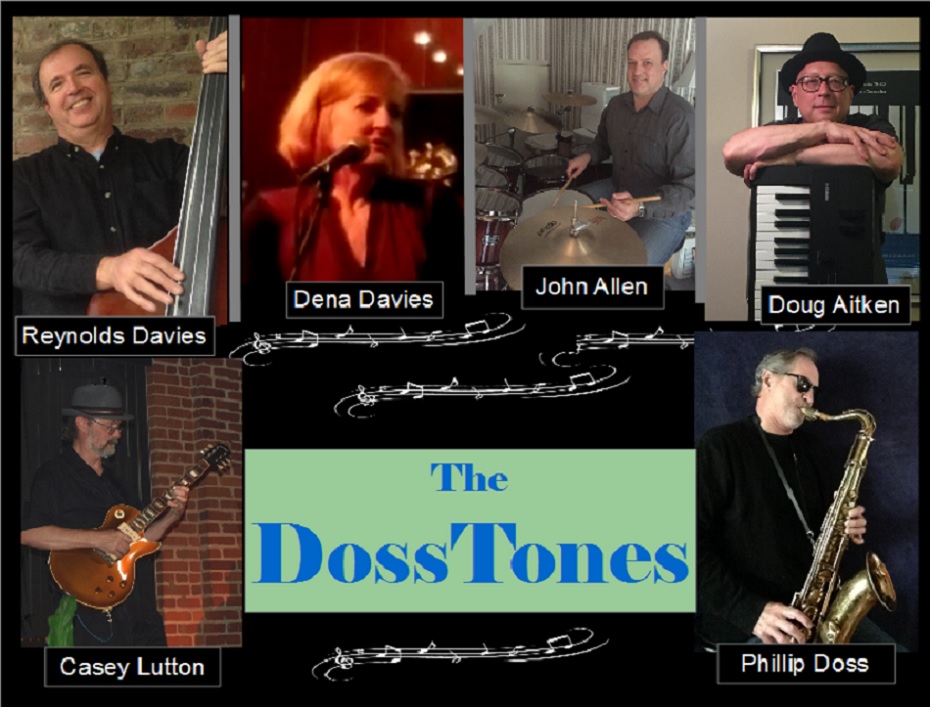 Reynolds Davies
Dena Davies
John Allen
Doug Aitken
The
DossTones
Casey Lutton
Phillip Doss